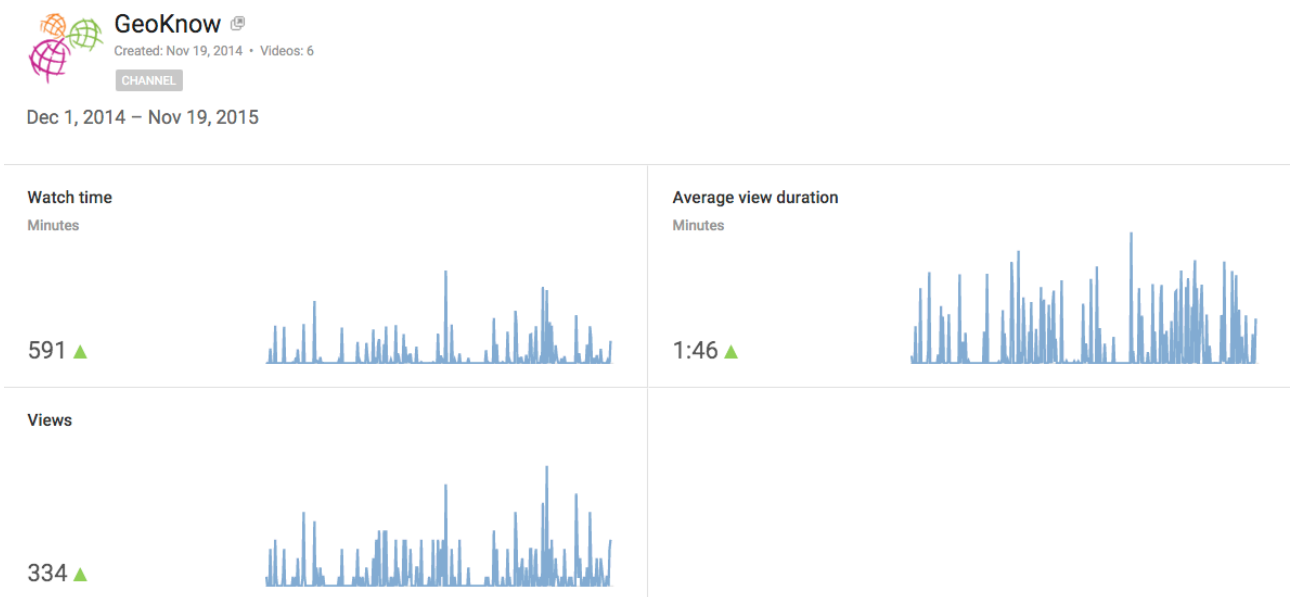 GeoKnow
Created: Nov 19, 2014 • Videos: 6
CHANNEL
Dec 1, 2014 – Nov 19, 2015
Watch time
Minutes
591
Average view duration
Minutes
1:46
Views
334